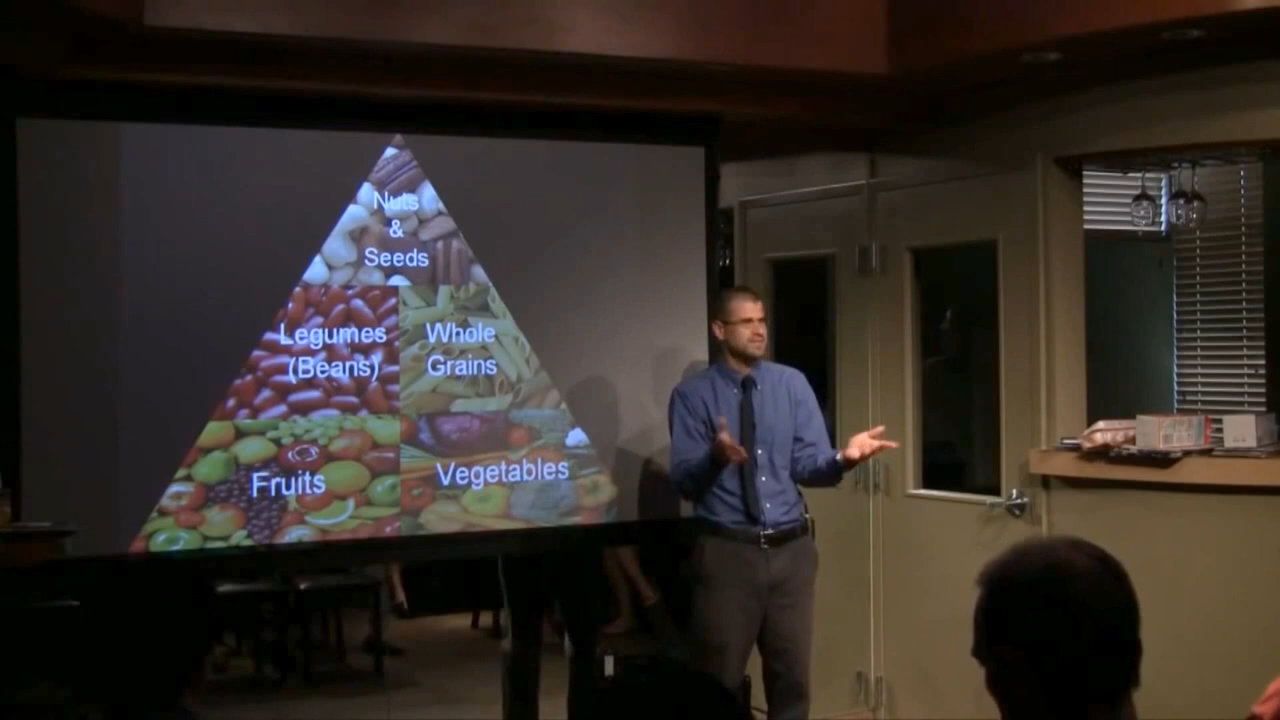 Nuts
&
Seeds
Legumes
(Beans)
Whole
Grains
Fruits
Vegetables